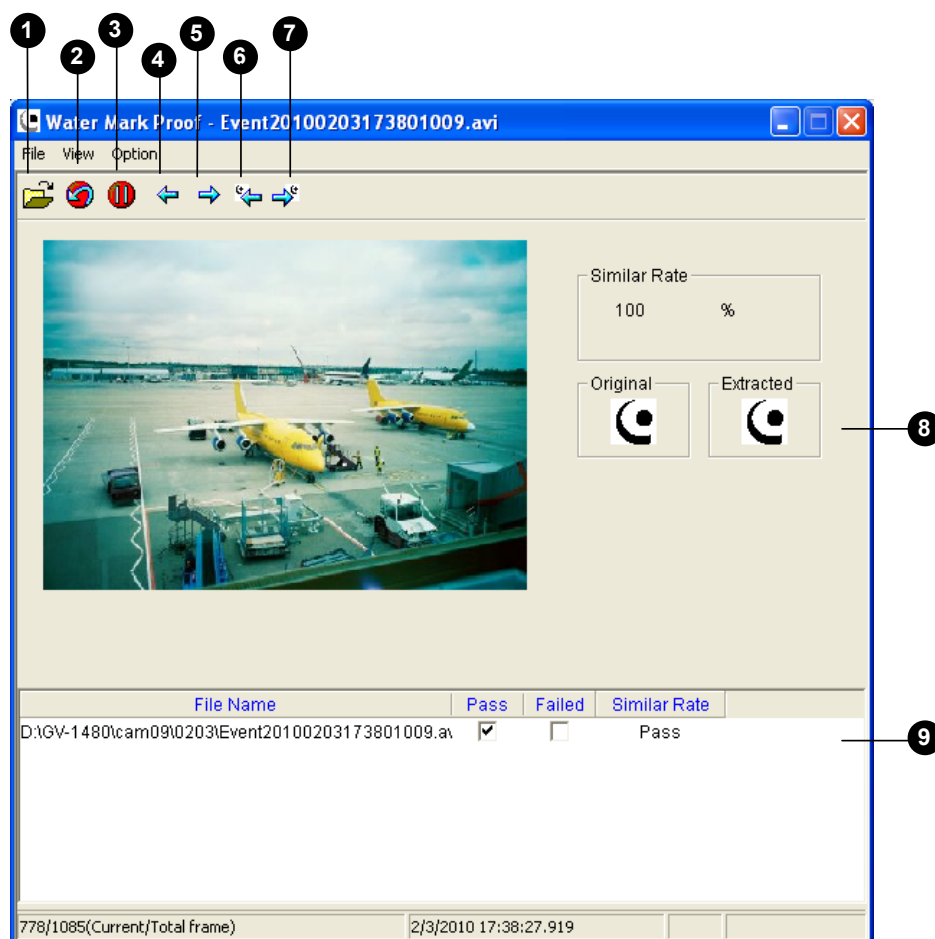 1 2 3 4 5 6 7
Water Mark Proof - Event20100203173801009.avi
File View Option
Similar Rate
100 %
Original Extracted
8
File Name Pass Failed Similar Rate
D:\GV-1480\cam09\0203\Event20100203173801009.a Pass
9
778/1085(Current/Total frame) 2/3/2010 17:38:27.919